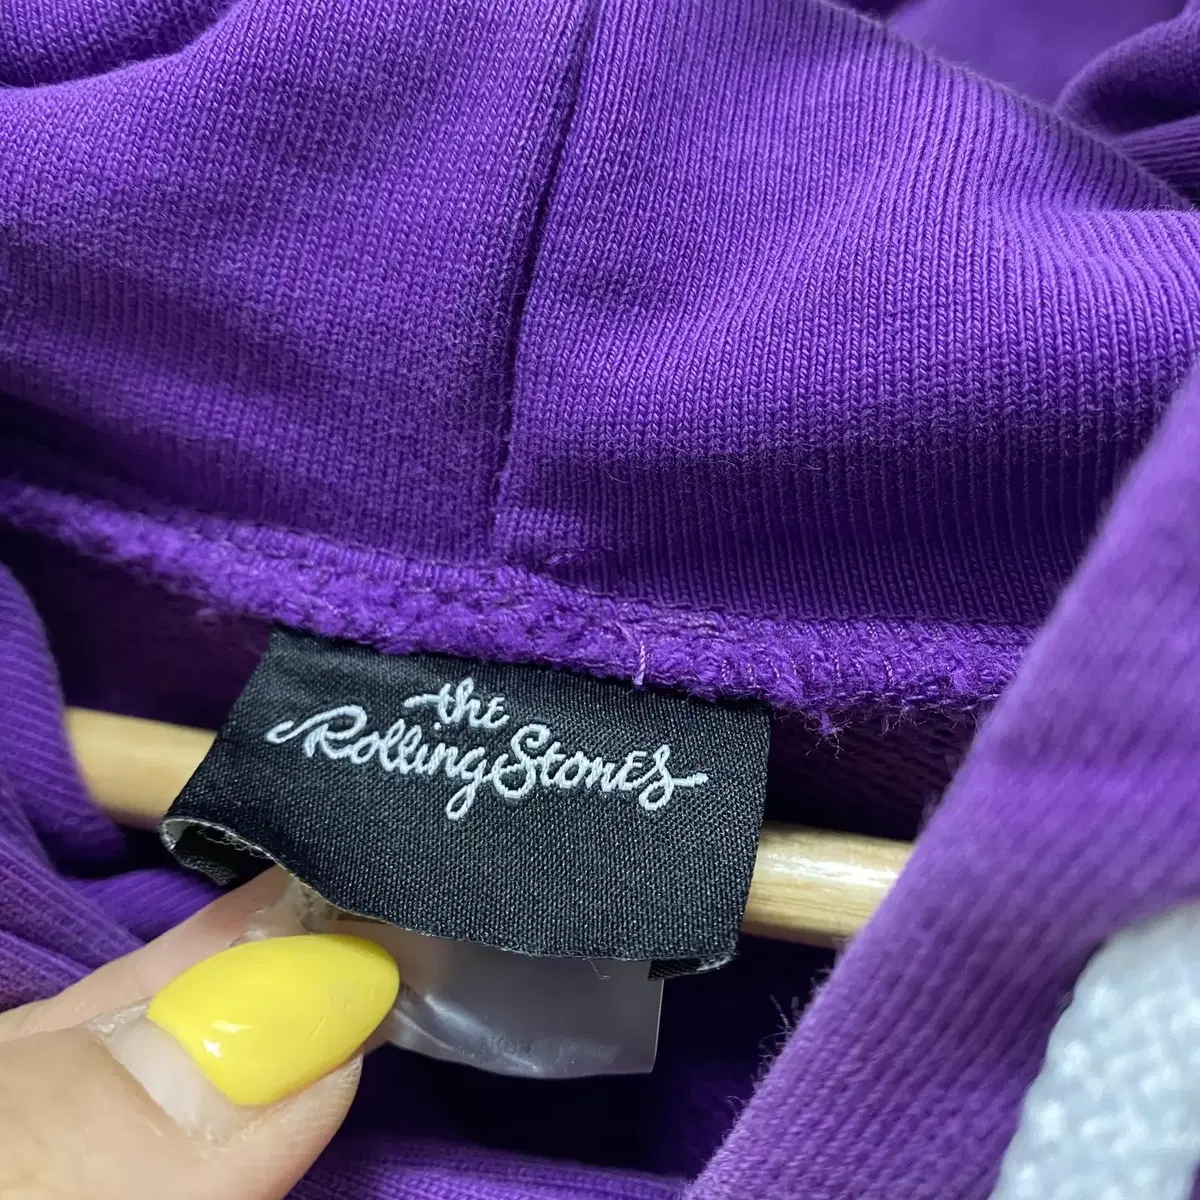 the
Rolling Stones